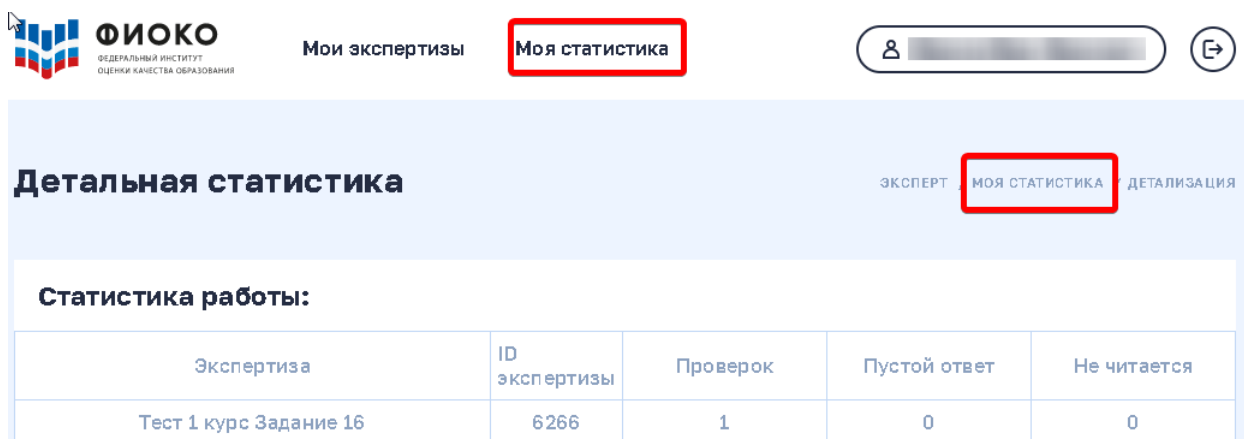 ФИОКО
ФЕДЕРАЛЬНЫЙ ИНСТИТУТ
ОЦЕНКИ КАЧЕСТВА ОБРАЗОВАНИЯ
Мои экспертизы
Моя статистика
Детальная статистика
ЭКСПЕРТ / МОЯ СТАТИСТИКА / ДЕТАЛИЗАЦИЯ
Статистика работы:
Экспертиза
ID
экспертизы
Проверок
Пустой ответ
Не читается
Тест 1 курс Задание 16
6266
1
0
0